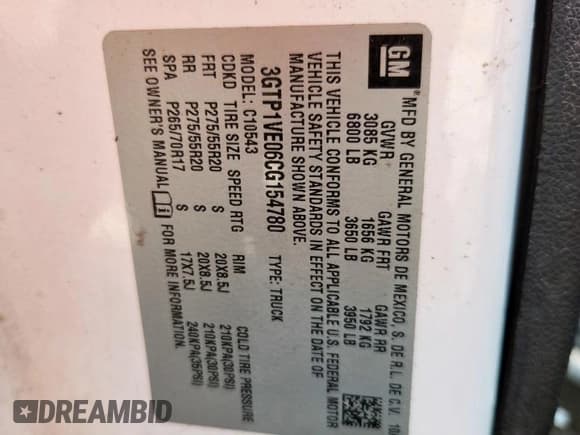 GM
MFD BY GENERAL MOTORS DE MEXICO, S. DE R.L. DE C.V. 10/
GVWR GAWR FRT GAWR RR
3085 KG 1656 KG 1792 KG
6800 LB 3650 LB 3950 LB
THIS VEHICLE CONFORMS TO ALL APPLICABLE U.S. FEDERAL MOTOR
VEHICLE SAFETY STANDARDS IN EFFECT ON THE DATE OF
MANUFACTURE SHOWN ABOVE.
3GTP1VE06CG154780 TYPE: TRUCK
MODEL: C10543
CDKD TIRE SIZE SPEED RTG RIM COLD TIRE PRESSURE
FRT P275/55R20 S 20X8.5J 210KPA(30PSI)
RR P275/55R20 S 20X8.5J 210KPA(30PSI)
SPA P265/70R17 S 17X7.5J 240KPA(35PSI)
SEE OWNER'S MANUAL FOR MORE INFORMATION.
DREAMBID